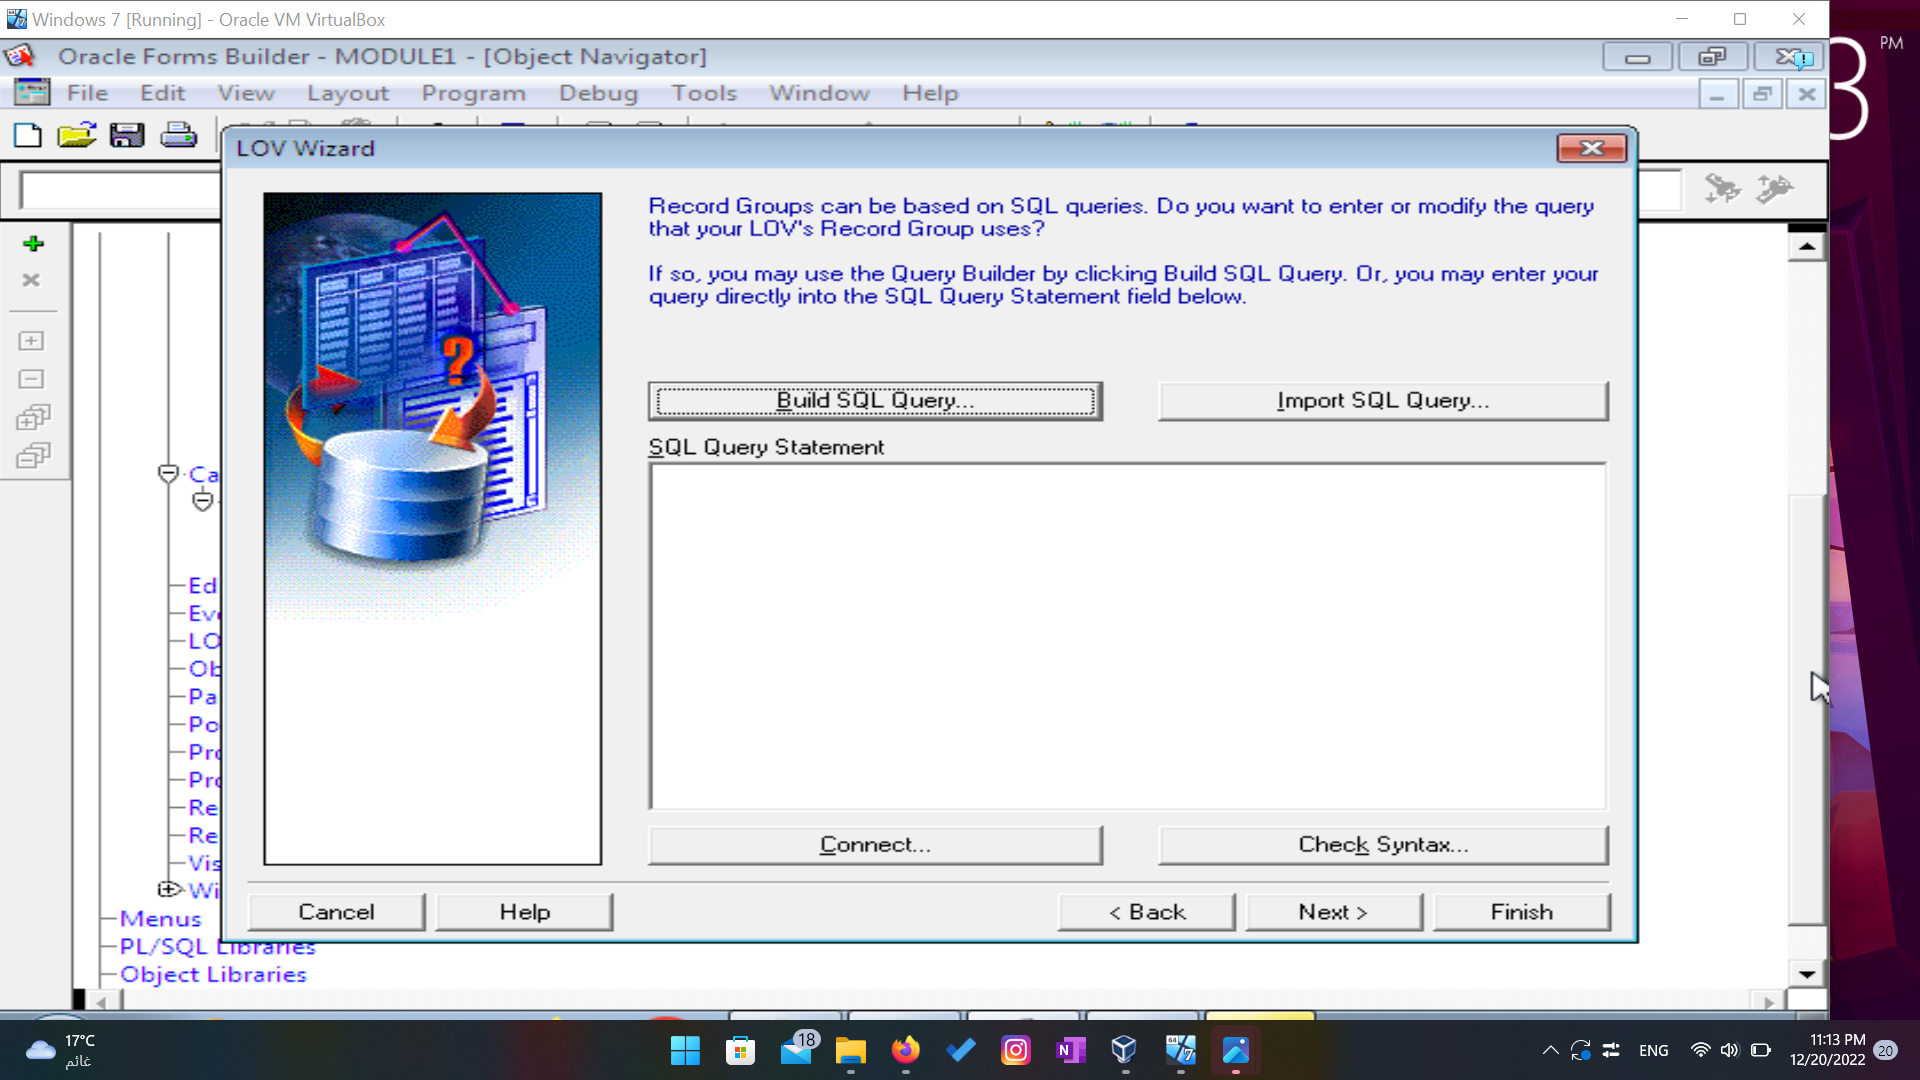 Windows 7 [Running] - Oracle VM VirtualBox
Oracle Forms Builder - MODULE1 - [Object Navigator]
PM
3
File Edit View Layout Program Debug Tools Window Help
LOV Wizard
Record Groups can be based on SQL queries. Do you want to enter or modify the query
that your LOV's Record Group uses?
If so, you may use the Query Builder by clicking Build SQL Query. Or, you may enter your
query directly into the SQL Query Statement field below.
Build SQL Query...
Import SQL Query...
SQL Query Statement
Ca
Ed
Eve
LO
Ob
Pa
Po
Pro
Pro
Re
Re
Vis
Wi
Connect...
Check Syntax...
Cancel
Help
< Back
Next >
Finish
Menus
PL/SQL Libraries
Object Libraries
17°C
غائم
18
N
64
7
ENG
11:13 PM
12/20/2022
20